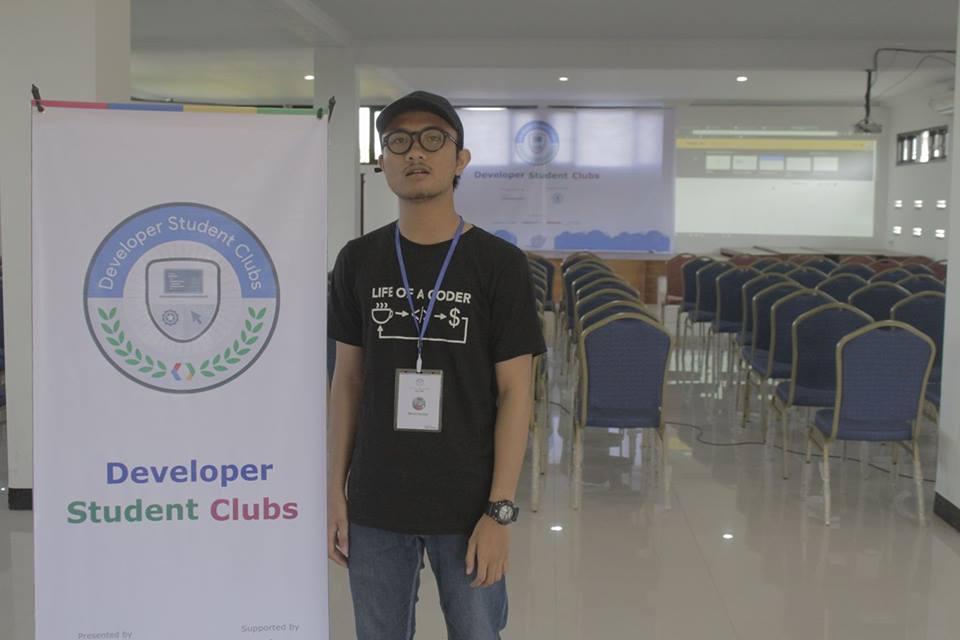 Developer Student Clubs
Developer
Student Clubs
Presented by
Supported By
LIFE OF A CODER
</> $
Developer Student Clubs